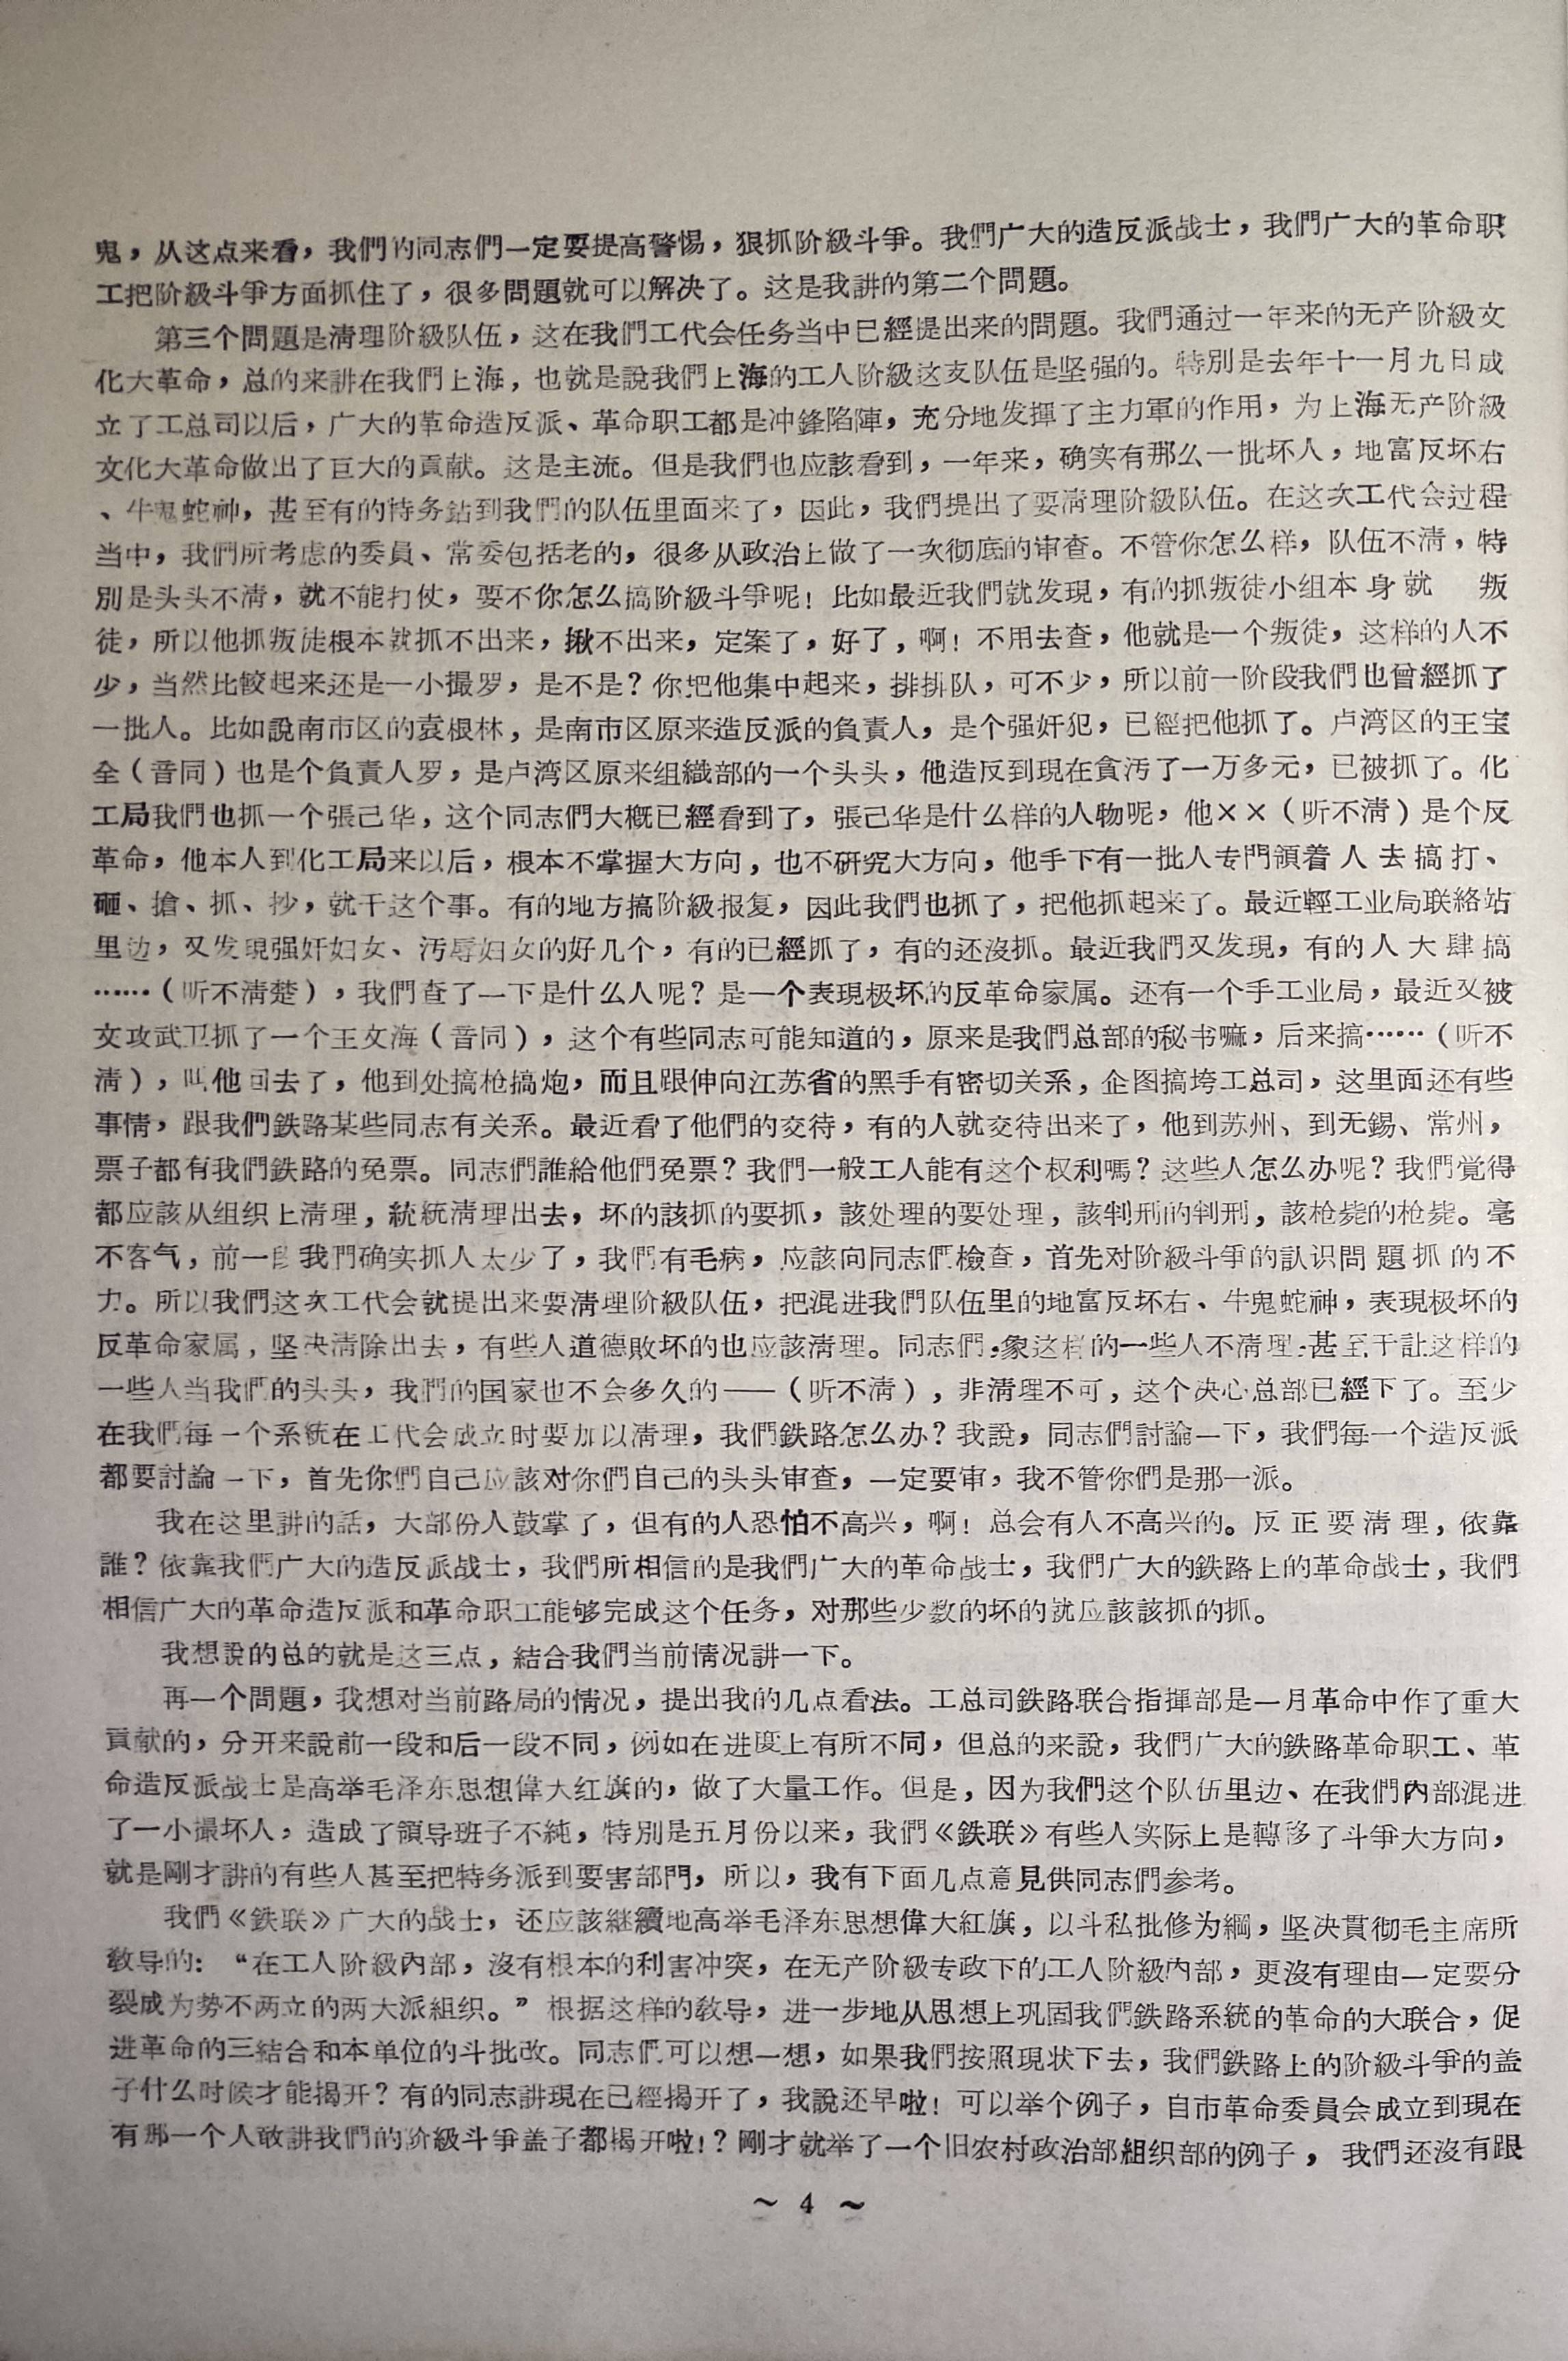 鬼，从这点来看，我們的同志們一定要提高警惕，狠抓阶級斗爭。我們广大的造反派战士，我們广大的革命职
工把阶級斗爭方面抓住了，很多問題就可以解决了。这是我講的第二个問題。
第三个問題是清理阶級队伍，这在我們工代会任务当中已經提出来的問題。我們通过一年来的无产阶級文
化大革命，总的来講在我們上海，也就是說我們上海的工人阶級这支队伍是坚强的。特別是去年十一月九日成
立了工总司以后，广大的革命造反派、革命职工都是冲鋒陷陣，充分地发揮了主力軍的作用，为上海无产阶級
文化大革命做出了巨大的貢献。这是主流。但是我們也应該看到，一年来，确实有那么一批坏人，地富反坏右
、牛鬼蛇神，甚至有的特务鉆到我們的队伍里面来了，因此，我們提出了要清理阶級队伍。在这次工代会过程
当中，我們所考虑的委員、常委包括老的，很多从政治上做了一次彻底的审查。不管你怎么样，队伍不清，特
別是头头不清，就不能打仗，要不你怎么搞阶級斗爭呢！比如最近我們就发現，有的抓叛徒小组本身就 叛
徒，所以他抓叛徒根本就抓不出来，揪不出来，定案了，好了，啊！不用去查，他就是一个叛徒，这样的人不
少，当然比較起来还是一小撮罗，是不是？你把他集中起来，排排队，可不少，所以前一阶段我們也曾經抓了
一批人。比如說南市区的袁根林，是南市区原来造反派的負責人，是个强奸犯，已經把他抓了。卢湾区的王宝
全（音同）也是个負責人罗，是卢湾区原来组織部的一个头头，他造反到現在貪汚了一万多元，已被抓了。化
工局我們也抓一个張己华，这个同志們大概已經看到了，張己华是什么样的人物呢，他××（听不清）是个反
革命，他本人到化工局来以后，根本不掌握大方向，也不研究大方向，他手下有一批人专門領着人去搞打、
砸、搶、抓、抄，就干这个事。有的地方搞阶級报复，因此我們也抓了，把他抓起来了。最近輕工业局联絡站
里边，又发現强奸妇女、汚辱妇女的好几个，有的已經抓了，有的还沒抓。最近我們又发現，有的人大肆搞
……（听不清楚），我們查了一下是什么人呢？是一个表現极坏的反革命家属。还有一个手工业局，最近又被
文攻武卫抓了一个王文海（音同），这个有些同志可能知道的，原来是我們总部的秘书嘛，后来搞……（听不
清），叫他回去了，他到处搞枪搞炮，而且跟伸向江苏省的黑手有密切关系，企图搞垮工总司，这里面还有些
事情，跟我們鉄路某些同志有关系。最近看了他們的交待，有的人就交待出来了，他到苏州、到无錫、常州，
票子都有我們鉄路的免票。同志們誰給他們免票？我們一般工人能有这个权利嗎？这些人怎么办呢？我們覚得
都应該从组织上清理，統統清理出去，坏的該抓的要抓，該处理的要处理，該判刑的判刑，該枪毙的枪毙。毫
不客气，前一段我們确实抓人太少了，我們有毛病，应該向同志們檢查，首先对阶級斗爭的認识問題抓的不
力。所以我們这次工代会就提出来要清理阶級队伍，把混进我們队伍里的地富反坏右、牛鬼蛇神，表現极坏的
反革命家属，坚决清除出去，有些人道德敗坏的也应該清理。同志們，象这样的一些人不清理，甚至于讓这样的
一些人当我們的头头，我們的国家也不会多久的——（听不清），非清理不可，这个决心总部已經下了。至少
在我們每一个系統在工代会成立时要加以清理，我們鉄路怎么办？我說，同志們討論一下，我們每一个造反派
都要討論一下，首先你們自己应該对你們自己的头头审查，一定要审，我不管你們是那一派。
我在这里講的話，大部份人鼓掌了，但有的人恐怕不高兴，啊！总会有人不高兴的。反正要清理，依靠
誰？依靠我們广大的造反派战士，我們所相信的是我們广大的革命战士，我們广大的鉄路上的革命战士，我們
相信广大的革命造反派和革命职工能够完成这个任务，对那些少数的坏的就应該該抓的抓。
我想說的总的就是这三点，結合我們当前情况講一下。
再一个問題，我想对当前路局的情况，提出我的几点看法。工总司鉄路联合指揮部是一月革命中作了重大
貢献的，分开来說前一段和后一段不同，例如在进度上有所不同，但总的来說，我們广大的鉄路革命职工、革
命造反派战士是高举毛泽东思想偉大红旗的，做了大量工作。但是，因为我們这个队伍里边、在我們內部混进
了一小撮坏人，造成了領导班子不純，特別是五月份以来，我們《鉄联》有些人实际上是轉移了斗爭大方向，
就是剛才講的有些人甚至把特务派到要害部門，所以，我有下面几点意見供同志們参考。
我們《鉄联》广大的战士，还应該継續地高举毛泽东思想偉大紅旗，以斗私批修为綱，坚决貫彻毛主席所
教导的：“在工人阶級內部，沒有根本的利害冲突，在无产阶級专政下的工人阶級內部，更沒有理由一定要分
裂成为势不两立的两大派組织。”根据这样的教导，进一步地从思想上巩固我們鉄路系統的革命的大联合，促
进革命的三結合和本单位的斗批改。同志們可以想一想，如果我們按照現状下去，我們鉄路上的阶級斗爭的盖
子什么时候才能揭开？有的同志講現在已經揭开了，我說还早啦！可以举个例子，自市革命委員会成立到現在
有那一个人敢講我們的阶級斗爭盖子都揭开啦！？剛才就举了一个旧农村政治部組织部的例子，我們还沒有跟
～ 4 ～